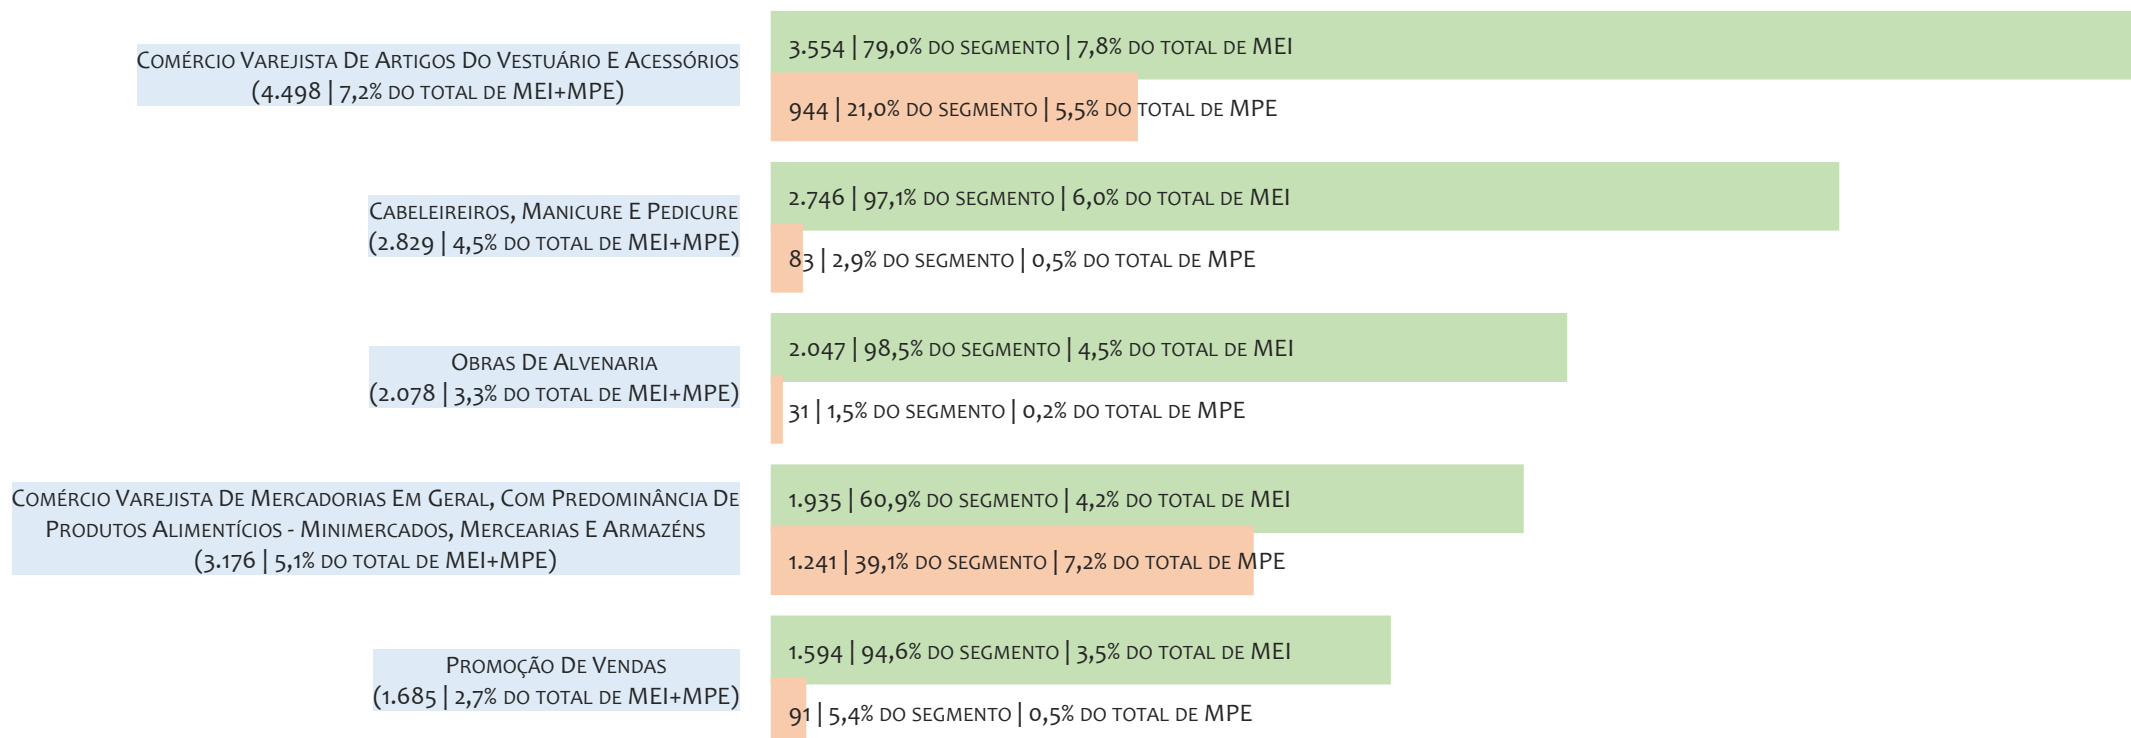 Comércio Varejista De Artigos Do Vestuário E Acessórios
(4.498 | 7,2% do total de MEI+MPE)
3.554 | 79,0% do segmento | 7,8% do total de MEI
944 | 21,0% do segmento | 5,5% do total de MPE
Cabeleireiros, Manicure E Pedicure
(2.829 | 4,5% do total de MEI+MPE)
2.746 | 97,1% do segmento | 6,0% do total de MEI
83 | 2,9% do segmento | 0,5% do total de MPE
Obras De Alvenaria
(2.078 | 3,3% do total de MEI+MPE)
2.047 | 98,5% do segmento | 4,5% do total de MEI
31 | 1,5% do segmento | 0,2% do total de MPE
Comércio Varejista De Mercadorias Em Geral, Com Predominância De
Produtos Alimentícios - Minimercados, Mercearias E Armazéns
(3.176 | 5,1% do total de MEI+MPE)
1.935 | 60,9% do segmento | 4,2% do total de MEI
1.241 | 39,1% do segmento | 7,2% do total de MPE
Promoção De Vendas
(1.685 | 2,7% do total de MEI+MPE)
1.594 | 94,6% do segmento | 3,5% do total de MEI
91 | 5,4% do segmento | 0,5% do total de MPE